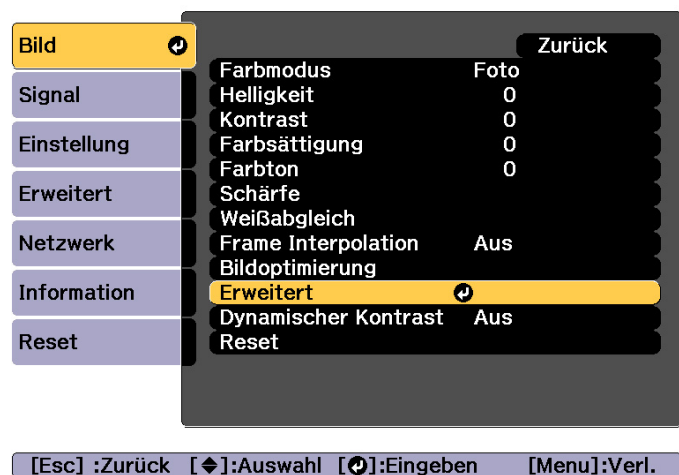 Bild
Signal
Einstellung
Erweitert
Netzwerk
Information
Reset
Zurück
Farbmodus Foto
Helligkeit 0
Kontrast 0
Farbsättigung 0
Farbton 0
Schärfe
Weißabgleich
Frame Interpolation Aus
Bildoptimierung
Erweitert
Dynamischer Kontrast Aus
Reset
[Esc] :Zurück [◆]:Auswahl [↵]:Eingeben [Menu]:Verl.